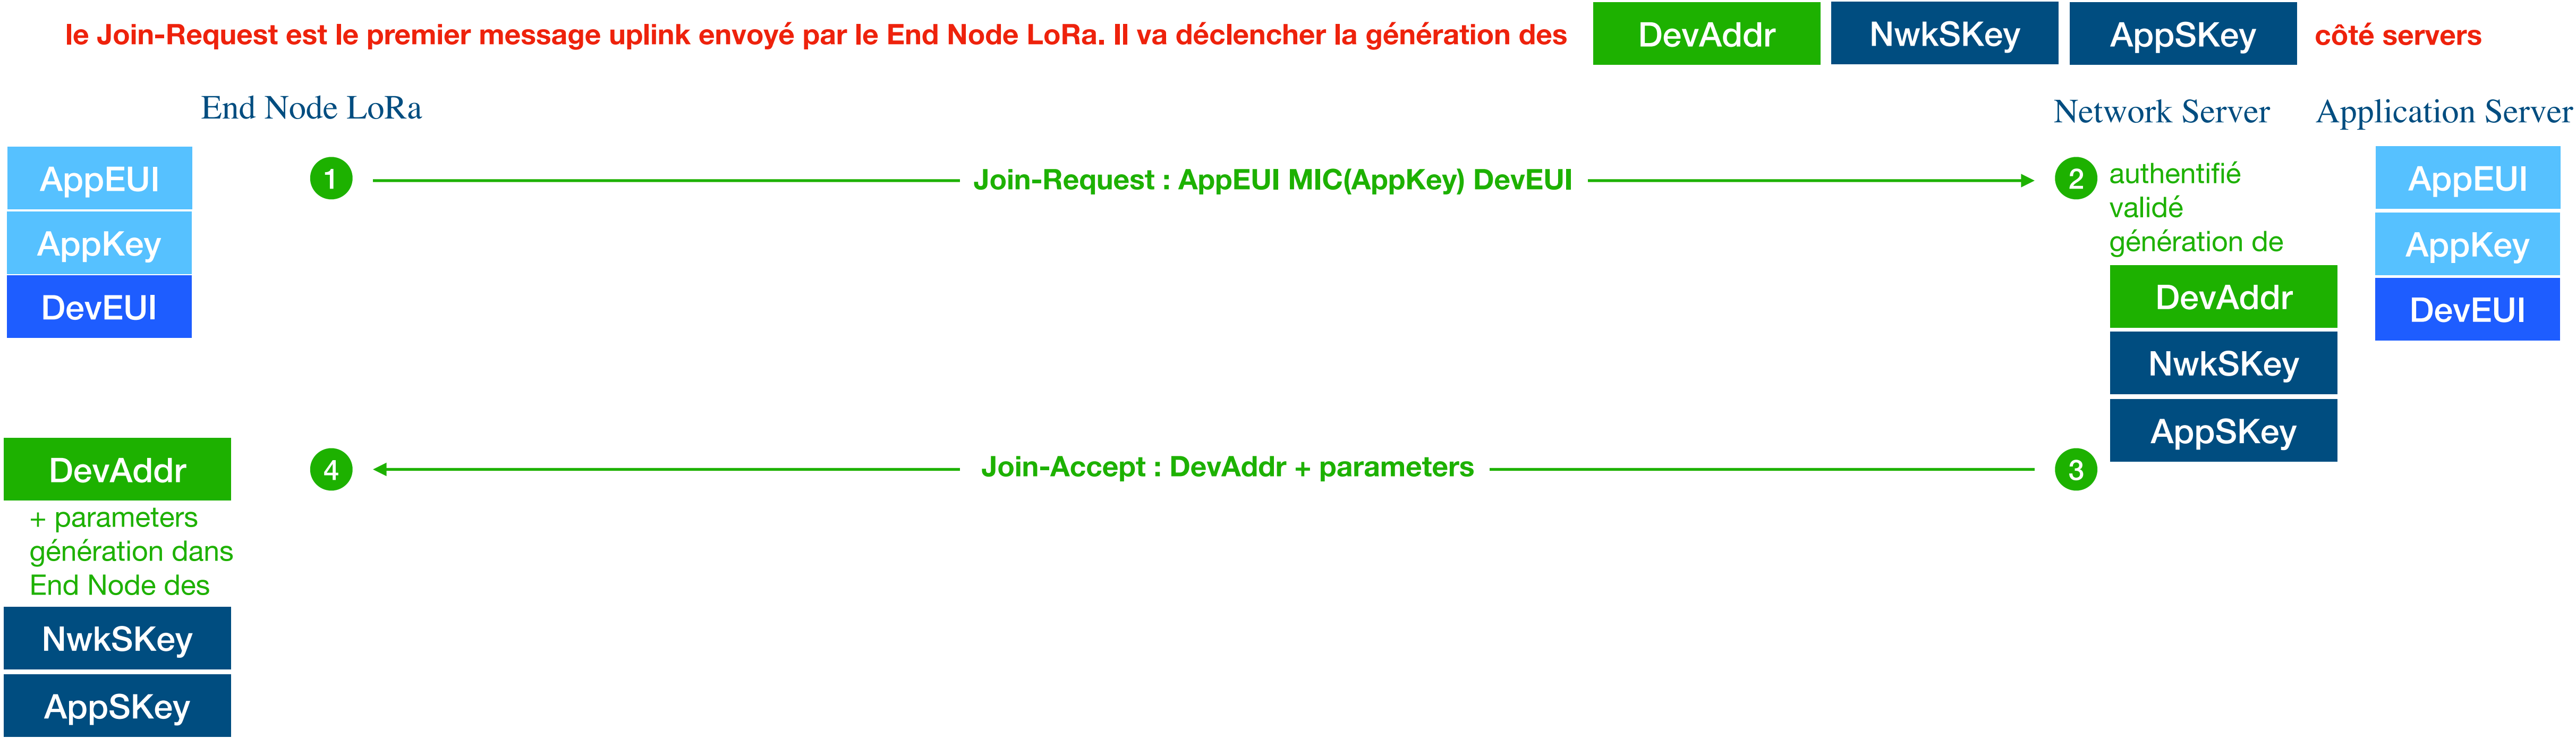 le Join-Request est le premier message uplink envoyé par le End Node LoRa. Il va déclencher la génération des DevAddr NwkSKey AppSKey côté servers
End Node LoRa
Network Server
Application Server
AppEUI
AppKey
DevEUI
1
Join-Request : AppEUI MIC(AppKey) DevEUI
2
authentifié
validé
génération de
DevAddr
NwkSKey
AppSKey
AppEUI
AppKey
DevEUI
3
Join-Accept : DevAddr + parameters
4
DevAddr
+ parameters
génération dans
End Node des
NwkSKey
AppSKey